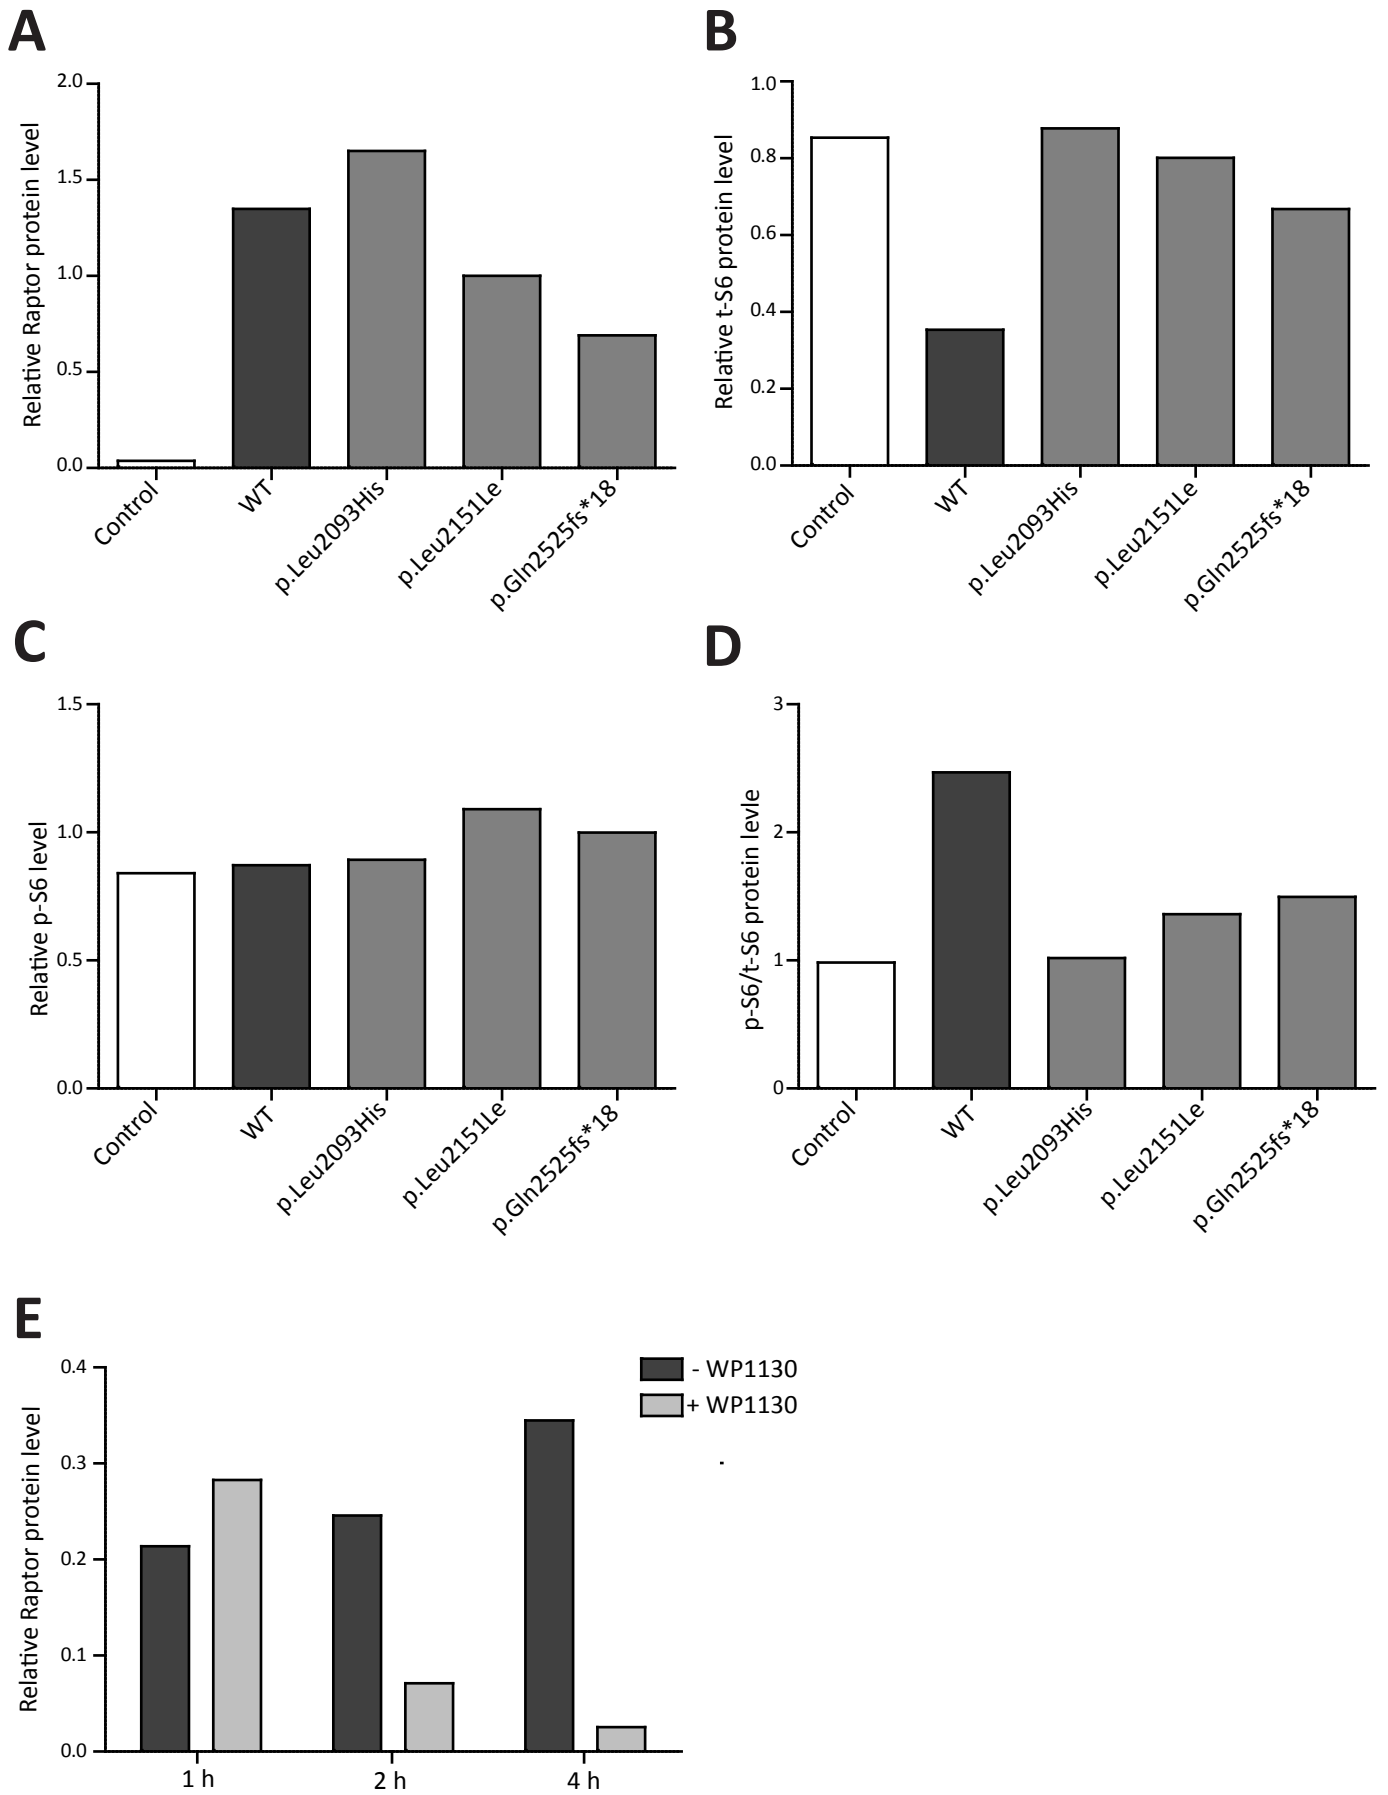 A
Relative Raptor protein level
2.0
1.5
1.0
0.5
0.0
Control
WT
p.Leu2093His
p.Leu2151Le
p.Gln2525fs*18
B
Relative t-S6 protein level
1.0
0.8
0.6
0.4
0.2
0.0
Control
WT
p.Leu2093His
p.Leu2151Le
p.Gln2525fs*18
C
Relative p-S6 level
1.5
1.0
0.5
0.0
Control
WT
p.Leu2093His
p.Leu2151Le
p.Gln2525fs*18
D
p-S6/t-S6 protein levle
3
2
1
0
Control
WT
p.Leu2093His
p.Leu2151Le
p.Gln2525fs*18
E
Relative Raptor protein level
0.4
0.3
0.2
0.1
0.0
1 h
2 h
4 h
- WP1130
+ WP1130